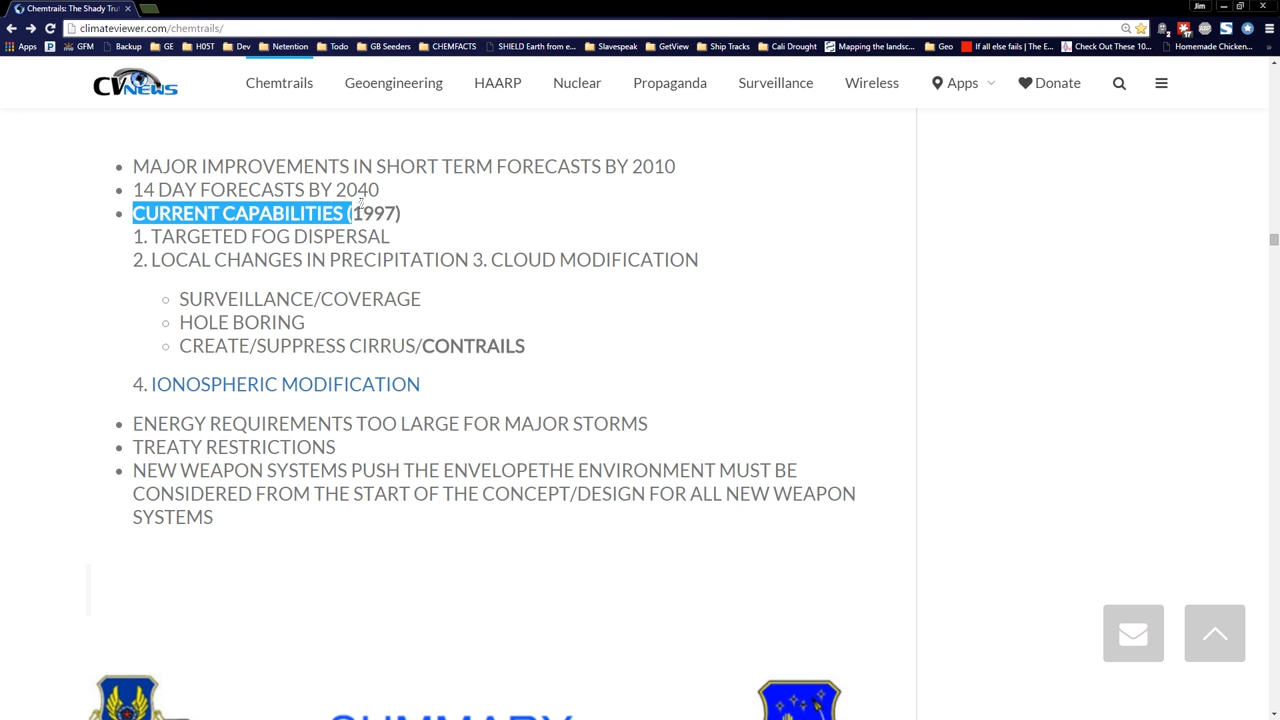 Chemtrails: The Shady Tru
Jim
climateviewer.com/chemtrails/
Apps GFM Backup GE H05T Dev Netention Todo GB Seeders CHEMFACTS SHIELD Earth from e... Slavespeak GetView Ship Tracks Cali Drought Mapping the landsc... Geo If all else fails | The E... Check Out These 10... Homemade Chicken...
CV NEWS Chemtrails Geoengineering HAARP Nuclear Propaganda Surveillance Wireless Apps Donate
MAJOR IMPROVEMENTS IN SHORT TERM FORECASTS BY 2010
14 DAY FORECASTS BY 2040
CURRENT CAPABILITIES (1997)
1. TARGETED FOG DISPERSAL
2. LOCAL CHANGES IN PRECIPITATION 3. CLOUD MODIFICATION
SURVEILLANCE/COVERAGE
HOLE BORING
CREATE/SUPPRESS CIRRUS/CONTRAILS
4. IONOSPHERIC MODIFICATION
ENERGY REQUIREMENTS TOO LARGE FOR MAJOR STORMS
TREATY RESTRICTIONS
NEW WEAPON SYSTEMS PUSH THE ENVELOPETHE ENVIRONMENT MUST BE
CONSIDERED FROM THE START OF THE CONCEPT/DESIGN FOR ALL NEW WEAPON
SYSTEMS
SUMMARY